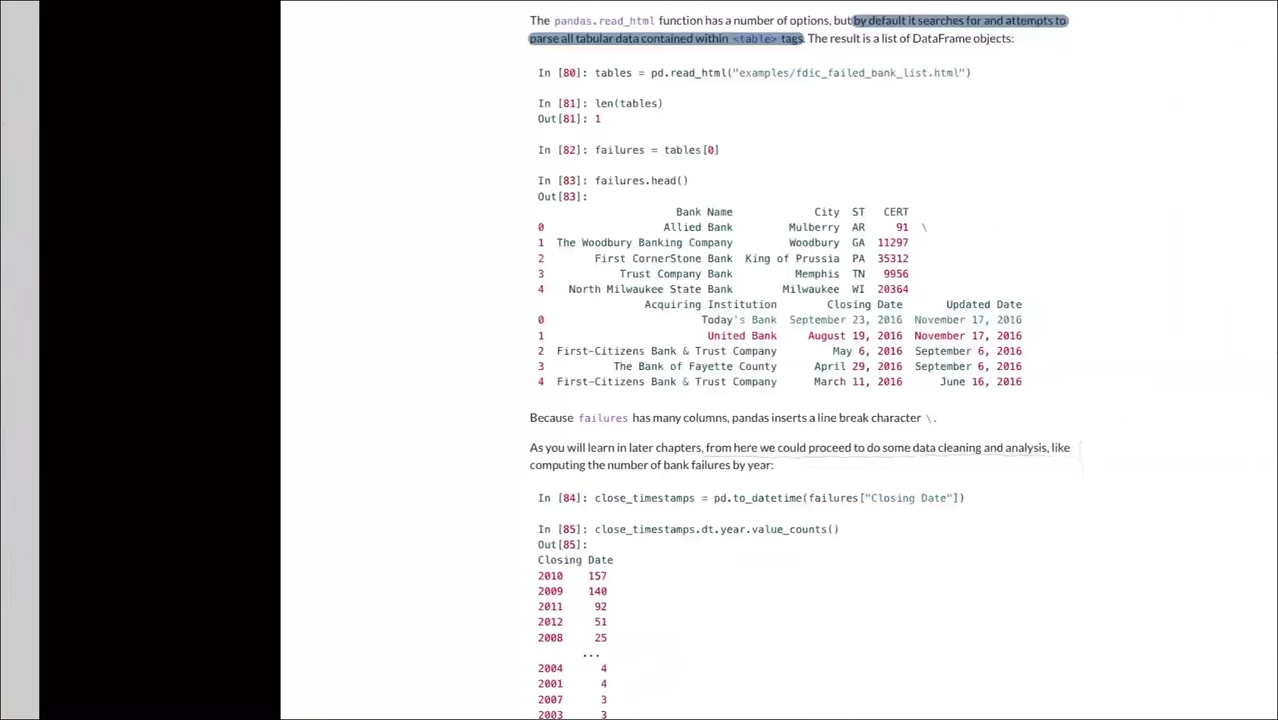 The pandas.read_html function has a number of options, but by default it searches for and attempts to
parse all tabular data contained within <table> tags. The result is a list of DataFrame objects:
In [80]: tables = pd.read_html("examples/fdic_failed_bank_list.html")
In [81]: len(tables)
Out[81]: 1
In [82]: failures = tables[0]
In [83]: failures.head()
Out[83]:
Bank Name City ST CERT
0 Allied Bank Mulberry AR 91 \
1 The Woodbury Banking Company Woodbury GA 11297
2 First CornerStone Bank King of Prussia PA 35312
3 Trust Company Bank Memphis TN 9956
4 North Milwaukee State Bank Milwaukee WI 20364
Acquiring Institution Closing Date Updated Date
0 Today's Bank September 23, 2016 November 17, 2016
1 United Bank August 19, 2016 November 17, 2016
2 First-Citizens Bank & Trust Company May 6, 2016 September 6, 2016
3 The Bank of Fayette County April 29, 2016 September 6, 2016
4 First-Citizens Bank & Trust Company March 11, 2016 June 16, 2016
Because failures has many columns, pandas inserts a line break character \.
As you will learn in later chapters, from here we could proceed to do some data cleaning and analysis, like
computing the number of bank failures by year:
In [84]: close_timestamps = pd.to_datetime(failures["Closing Date"])
In [85]: close_timestamps.dt.year.value_counts()
Out[85]:
Closing Date
2010 157
2009 140
2011 92
2012 51
2008 25
...
2004 4
2001 4
2007 3
2003 3